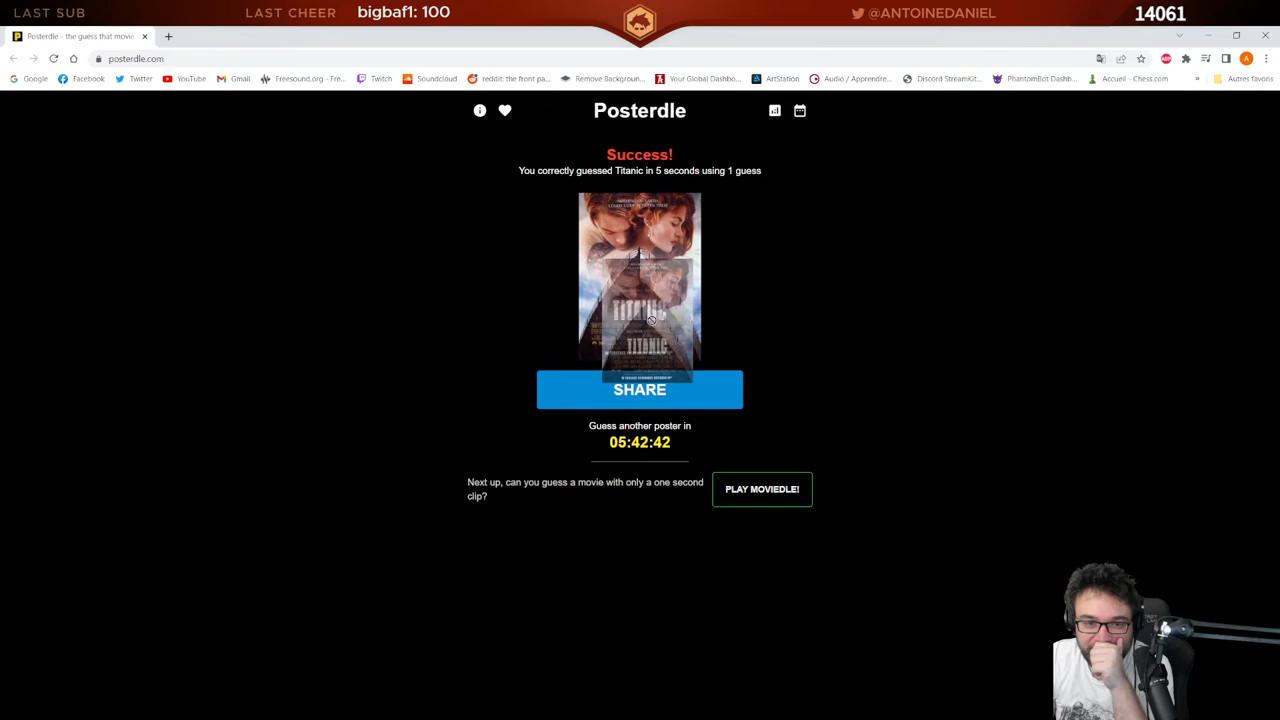 LAST SUB
LAST CHEER
bigbaf1: 100
@ANTOINEDANIEL
14061
Posterdle - the guess that movie
posterdle.com
Google
Facebook
Twitter
YouTube
Gmail
Freesound.org - Fre...
Twitch
Soundcloud
reddit: the front pa...
Remove Backgroun...
Your Global Dashbo...
ArtStation
Audio / Apprendre...
Discord StreamKit...
PhantomBot Dashb...
Accueil - Chess.com
»
Autres favoris
Posterdle
Success!
You correctly guessed Titanic in 5 seconds using 1 guess
TITANIC
TITANIC
SHARE
Guess another poster in
05:42:42
Next up, can you guess a movie with only a one second
clip?
PLAY MOVIEDLE!